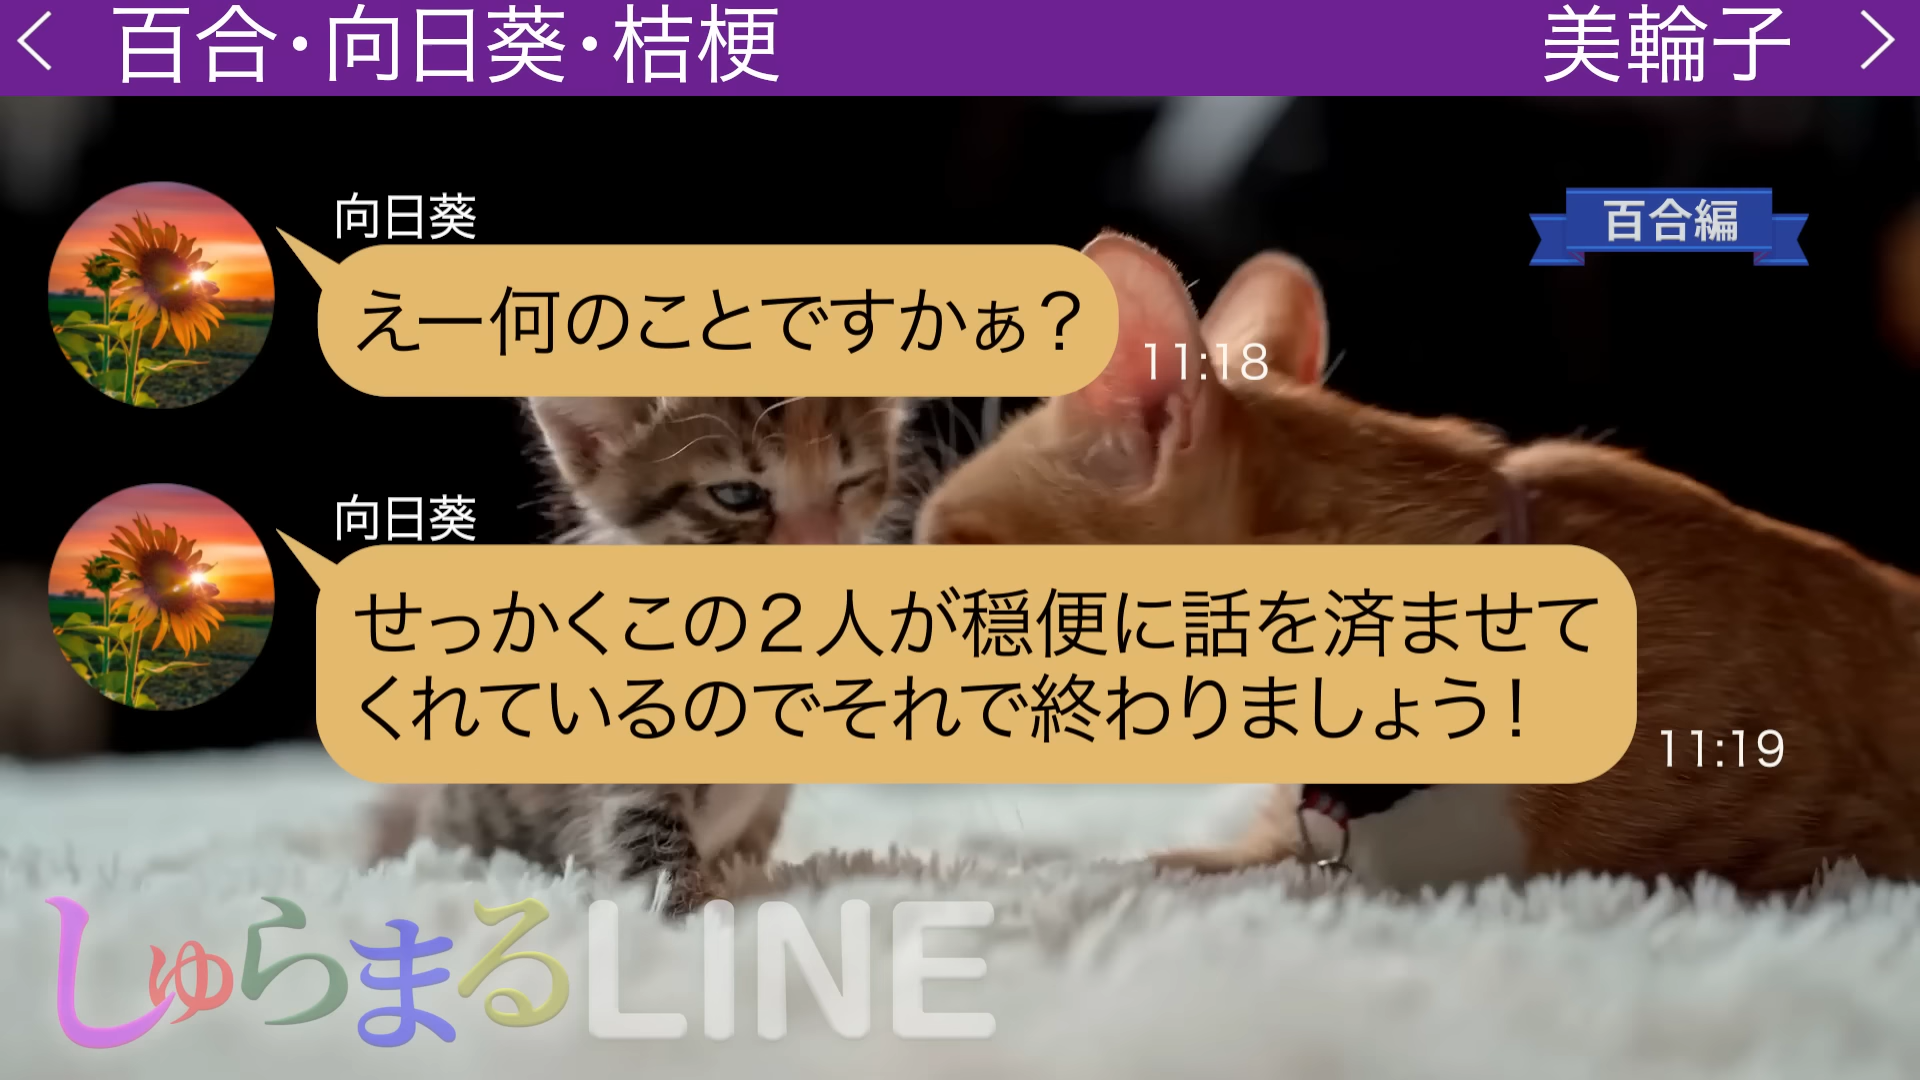 百合・向日葵・桔梗
美輪子
百合編
向日葵
えー何のことですかぁ？
11:18
向日葵
せっかくこの２人が穏便に話を済ませて
くれているのでそれで終わりましょう！
11:19
しゅらまるLINE